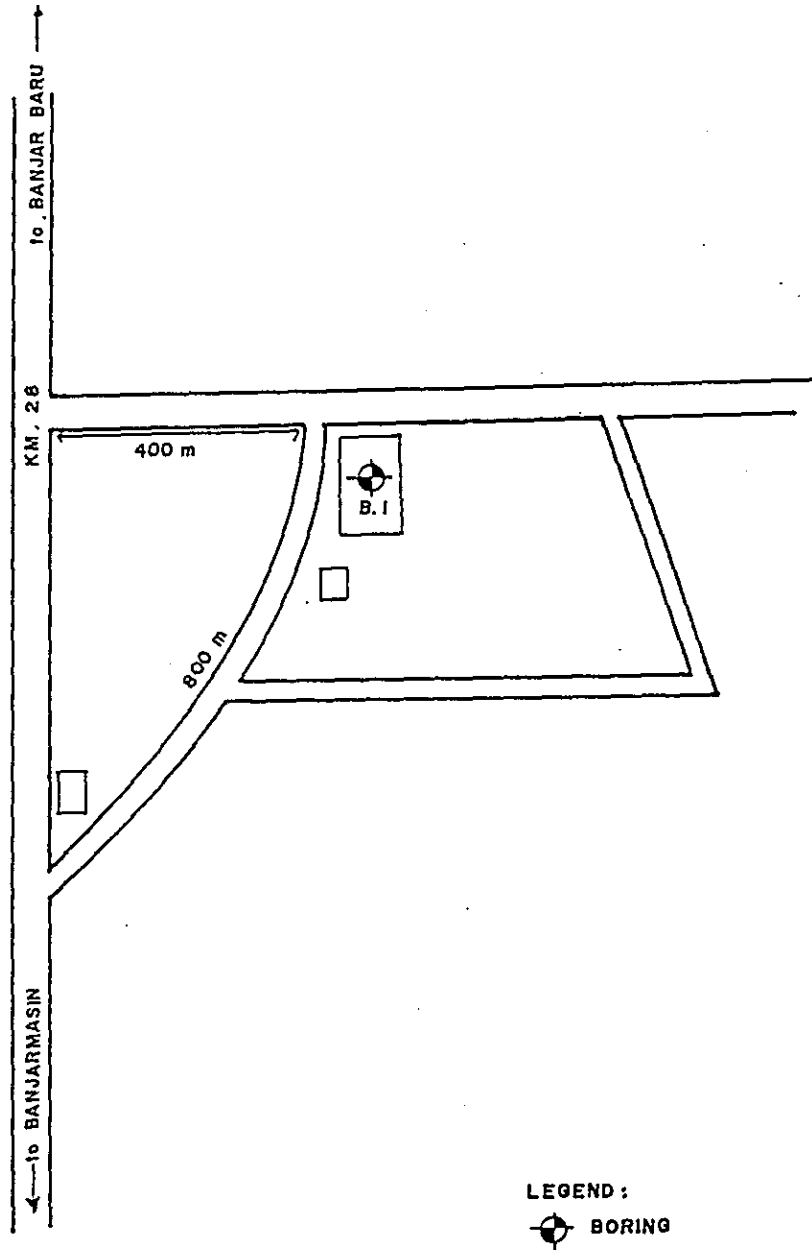 to BANJAR BARU
KM. 28
400 m
B.1
800 m
to BANJARMASIN
LEGEND :
BORING